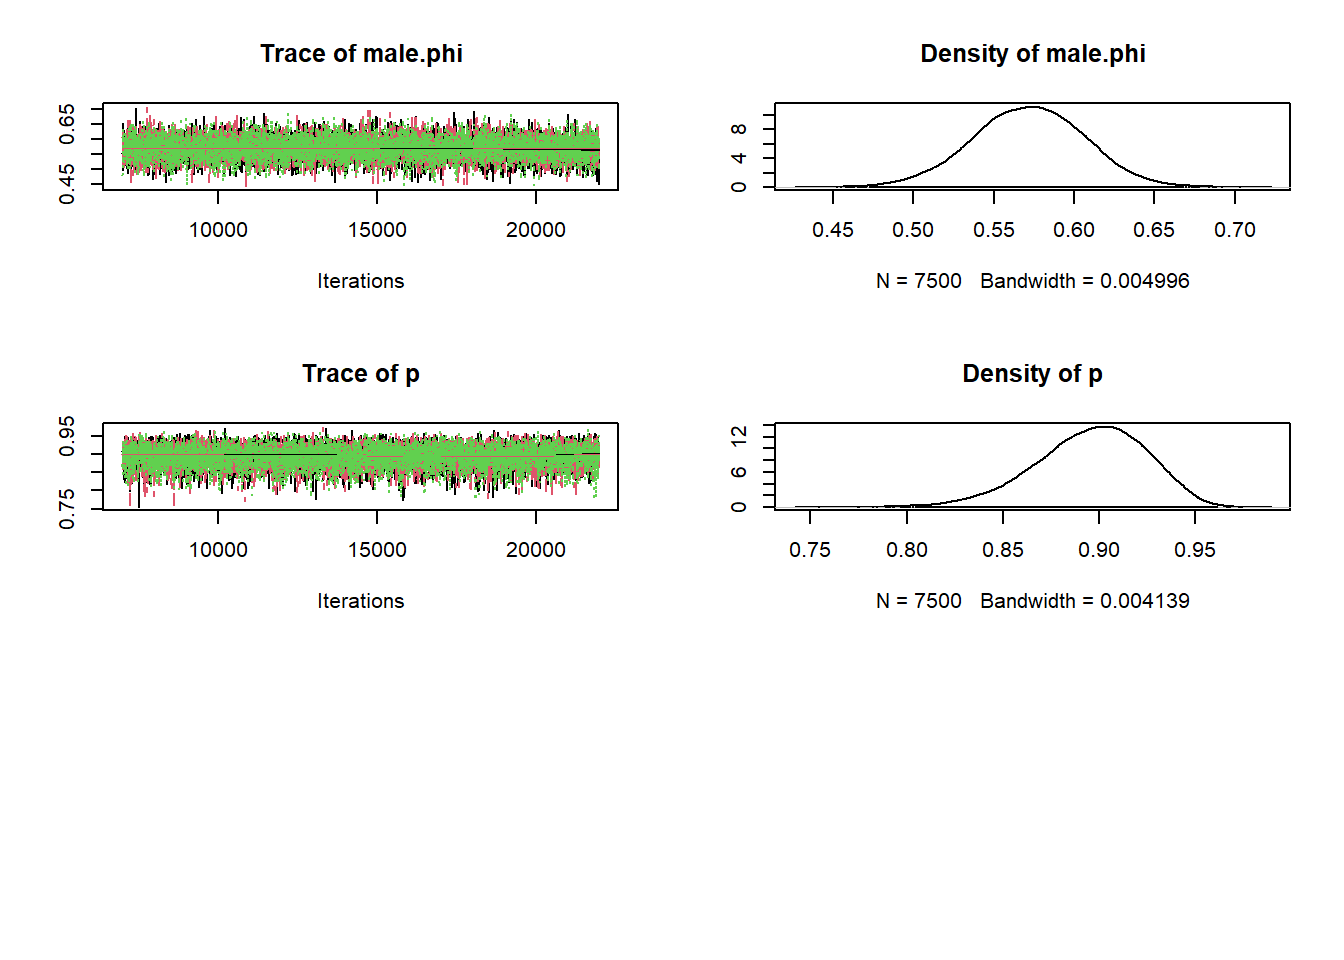 Trace of male.phi
0.45 0.65
10000 15000 20000
Iterations
Density of male.phi
0 4 8
0.45 0.50 0.55 0.60 0.65 0.70
N = 7500 Bandwidth = 0.004996
Trace of p
0.75 0.95
10000 15000 20000
Iterations
Density of p
0 6 12
0.75 0.80 0.85 0.90 0.95
N = 7500 Bandwidth = 0.004139